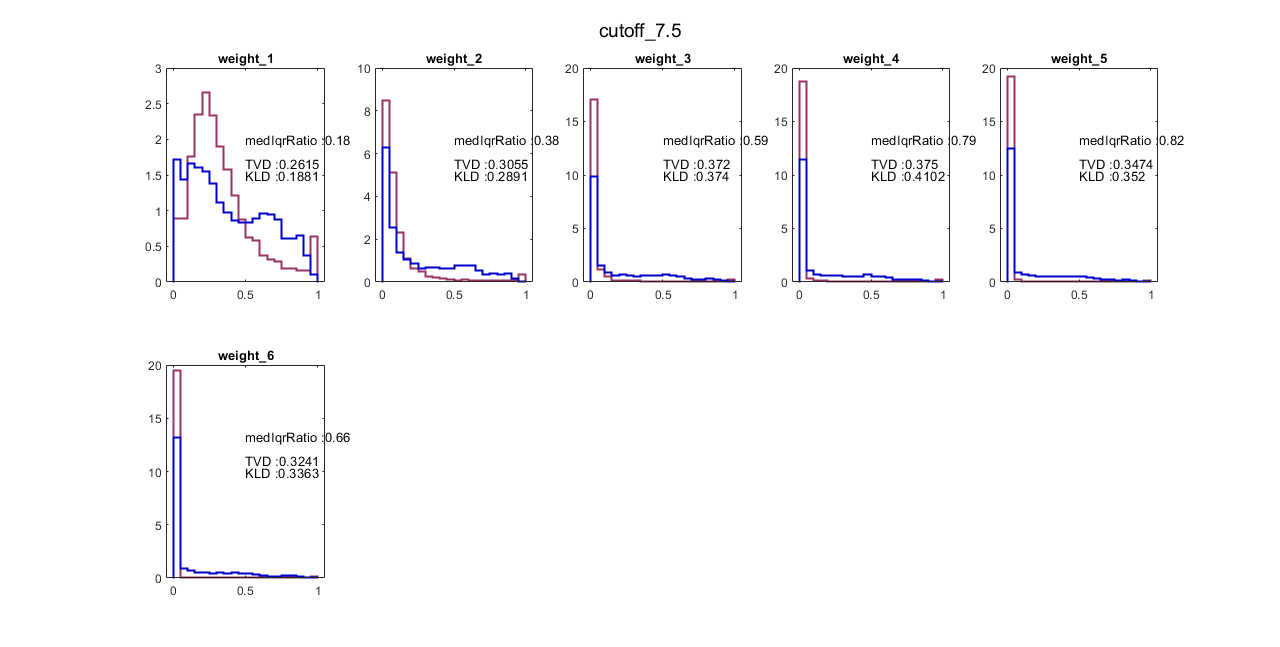 cutoff_7.5
weight_1
3
2.5
2
1.5
1
0.5
0
medIqrRatio :0.18
TVD :0.2615
KLD :0.1881
0 0.5 1
weight_2
10
8
6
4
2
0
medIqrRatio :0.38
TVD :0.3055
KLD :0.2891
0 0.5 1
weight_3
20
15
10
5
0
medIqrRatio :0.59
TVD :0.372
KLD :0.374
0 0.5 1
weight_4
20
15
10
5
0
medIqrRatio :0.79
TVD :0.375
KLD :0.4102
0 0.5 1
weight_5
20
15
10
5
0
medIqrRatio :0.82
TVD :0.3474
KLD :0.352
0 0.5 1
weight_6
20
15
10
5
0
medIqrRatio :0.66
TVD :0.3241
KLD :0.3363
0 0.5 1